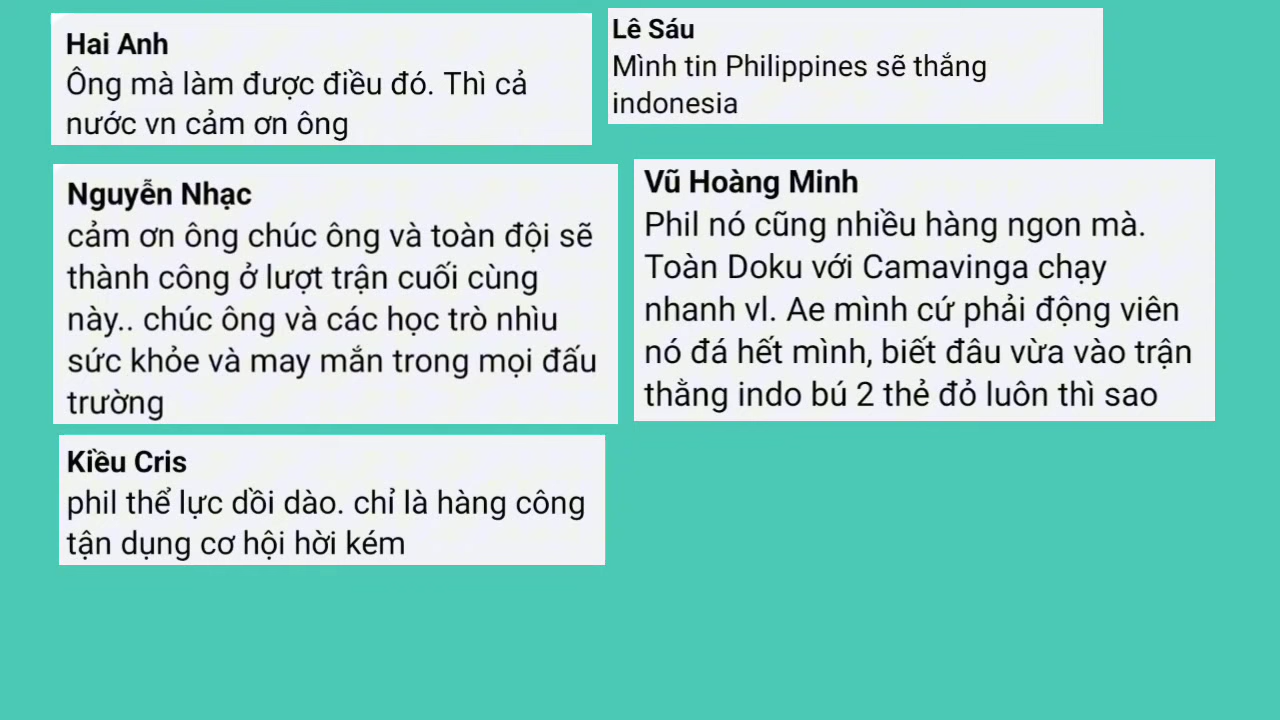 Hai Anh
Ông mà làm được điều đó. Thì cả
nước vn cảm ơn ông
Lê Sáu
Mình tin Philippines sẽ thắng
indonesia
Nguyễn Nhạc
cảm ơn ông chúc ông và toàn đội sẽ
thành công ở lượt trận cuối cùng
này.. chúc ông và các học trò nhìu
sức khỏe và may mắn trong mọi đấu
trường
Vũ Hoàng Minh
Phil nó cũng nhiều hàng ngon mà.
Toàn Doku với Camavinga chạy
nhanh vl. Ae mình cứ phải động viên
nó đá hết mình, biết đâu vừa vào trận
thằng indo bú 2 thẻ đỏ luôn thì sao
Kiều Cris
phil thể lực dồi dào. chỉ là hàng công
tận dụng cơ hội hời kém